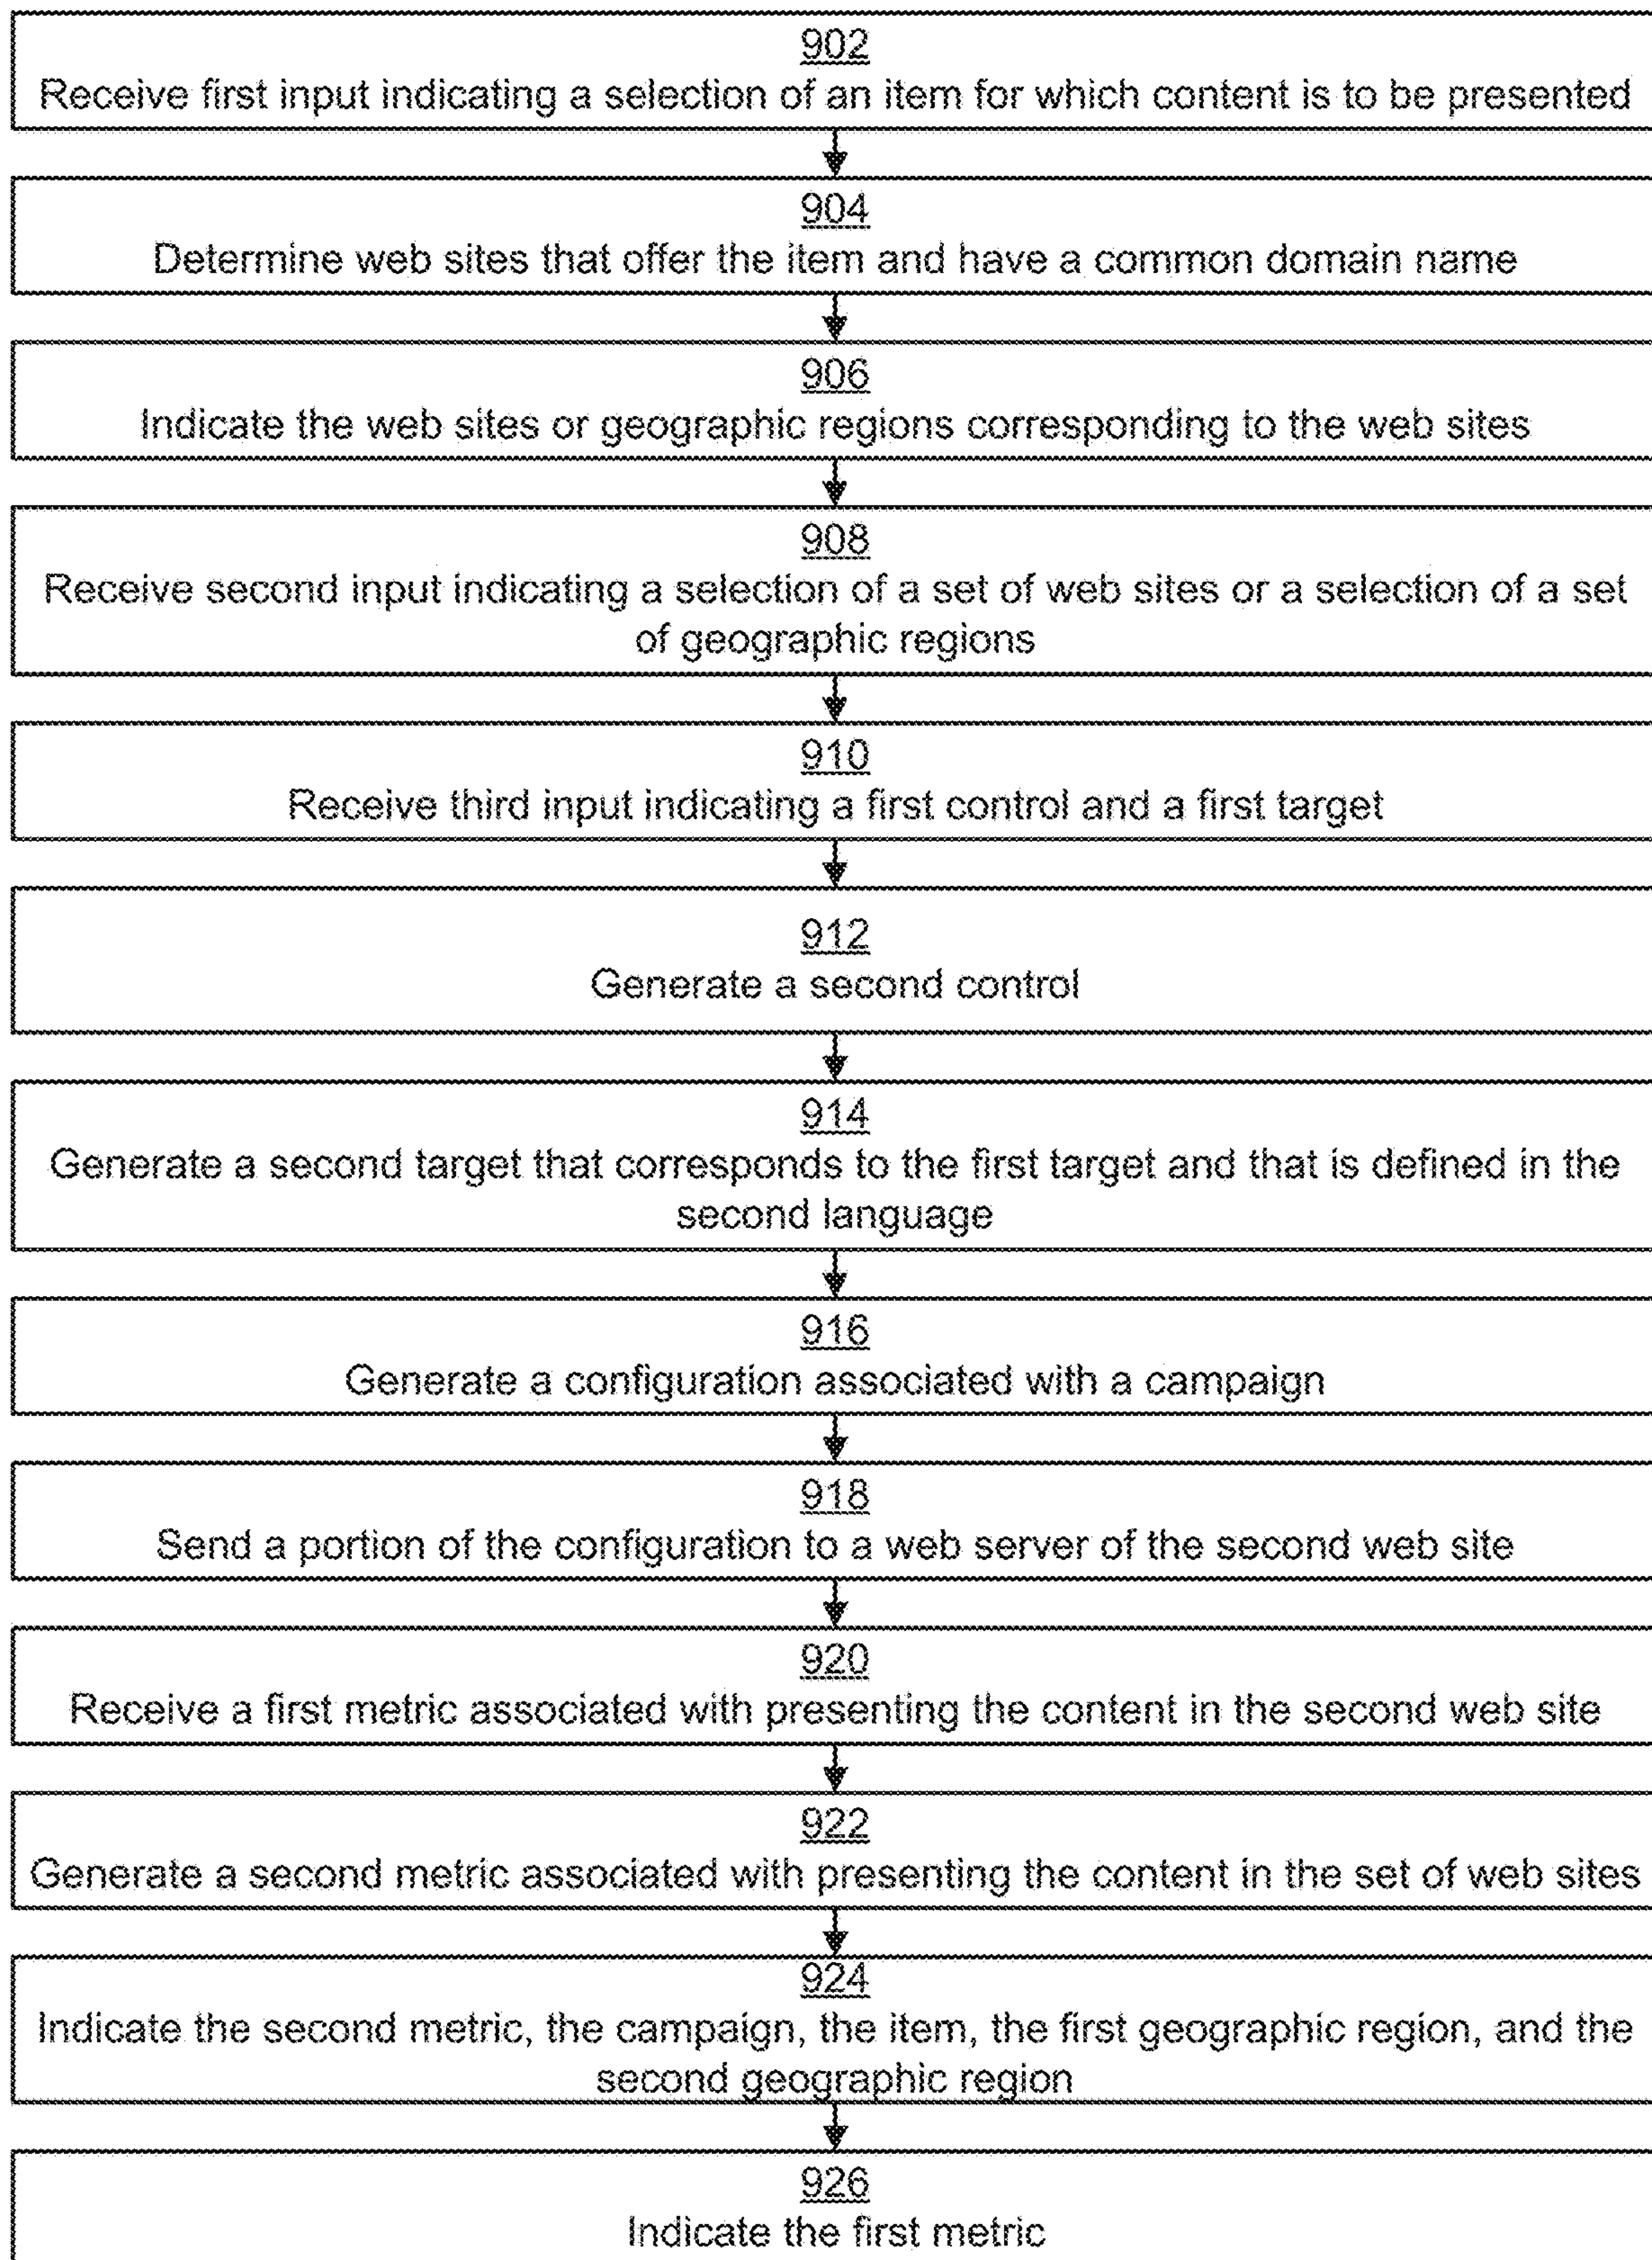 902
Receive first input indicating a selection of an item for which content is to be presented
904
Determine web sites that offer the item and have a common domain name
906
Indicate the web sites or geographic regions corresponding to the web sites
908
Receive second input indicating a selection of a set of web sites or a selection of a set
of geographic regions
910
Receive third input indicating a first control and a first target
912
Generate a second control
914
Generate a second target that corresponds to the first target and that is defined in the
second language
916
Generate a configuration associated with a campaign
918
Send a portion of the configuration to a web server of the second web site
920
Receive a first metric associated with presenting the content in the second web site
922
Generate a second metric associated with presenting the content in the set of web sites
924
Indicate the second metric, the campaign, the item, the first geographic region, and the
second geographic region
926
Indicate the first metric